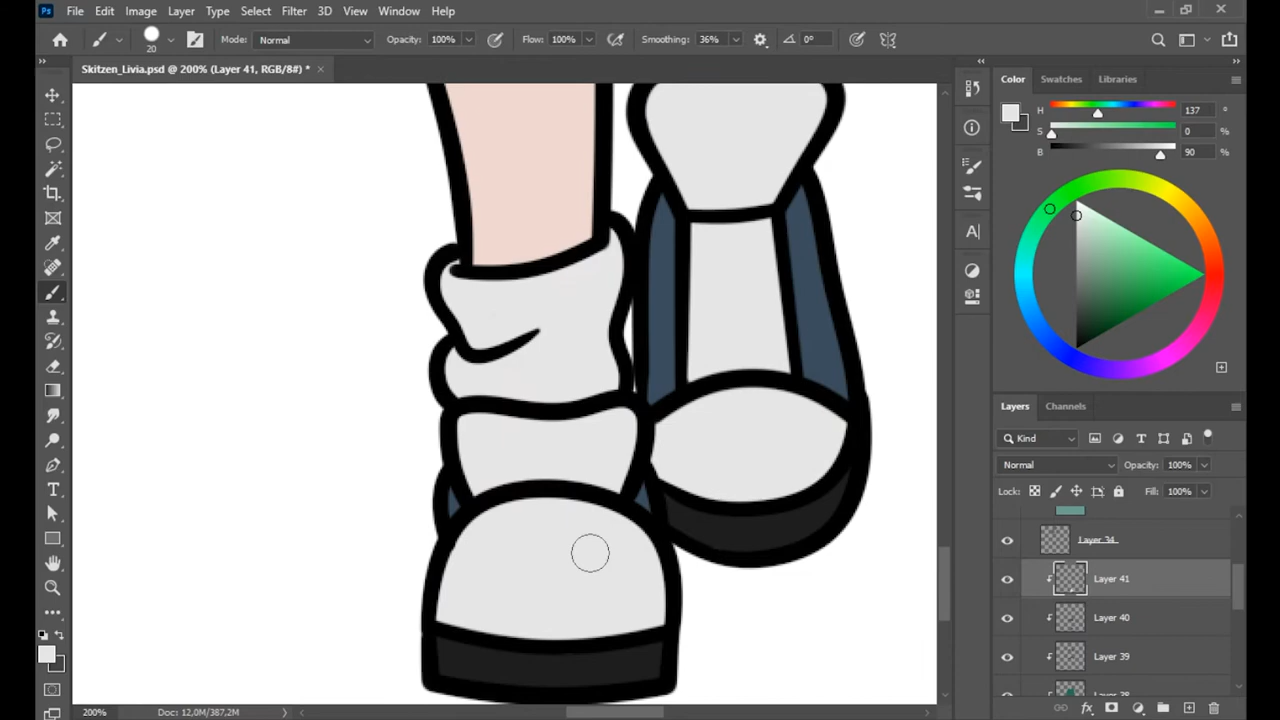 Ps File Edit Image Layer Type Select Filter 3D View Window Help
20 Mode: Normal Opacity: 100% Flow: 100% Smoothing: 36% 0°
Skitzen_Livia.psd @ 200% (Layer 41, RGB/8#) * ×
Color Swatches Libraries
H 137 °
S 0 %
B 90 %
Layers Channels
Kind
Normal Opacity: 100%
Lock: Fill: 100%
Layer 34
Layer 41
Layer 40
Layer 39
Layer 38
200% Doc: 12,0M/387,2M